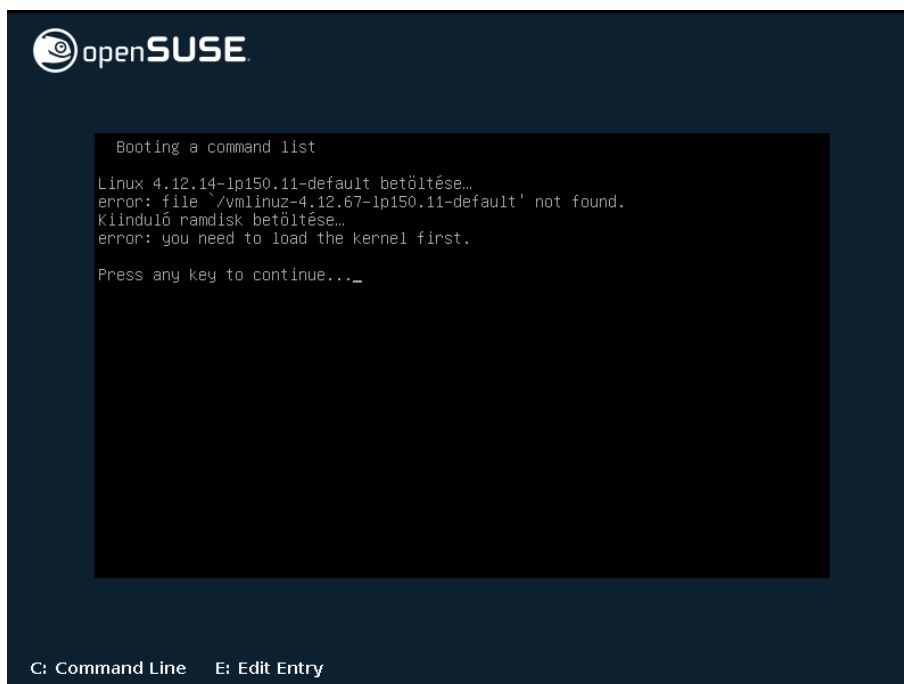 openSUSE.
Booting a command list
Linux 4.12.14-lp150.11-default betöltése…
error: file `/vmlinuz-4.12.67-lp150.11-default' not found.
Kiinduló ramdisk betöltése…
error: you need to load the kernel first.
Press any key to continue..._
C: Command Line E: Edit Entry